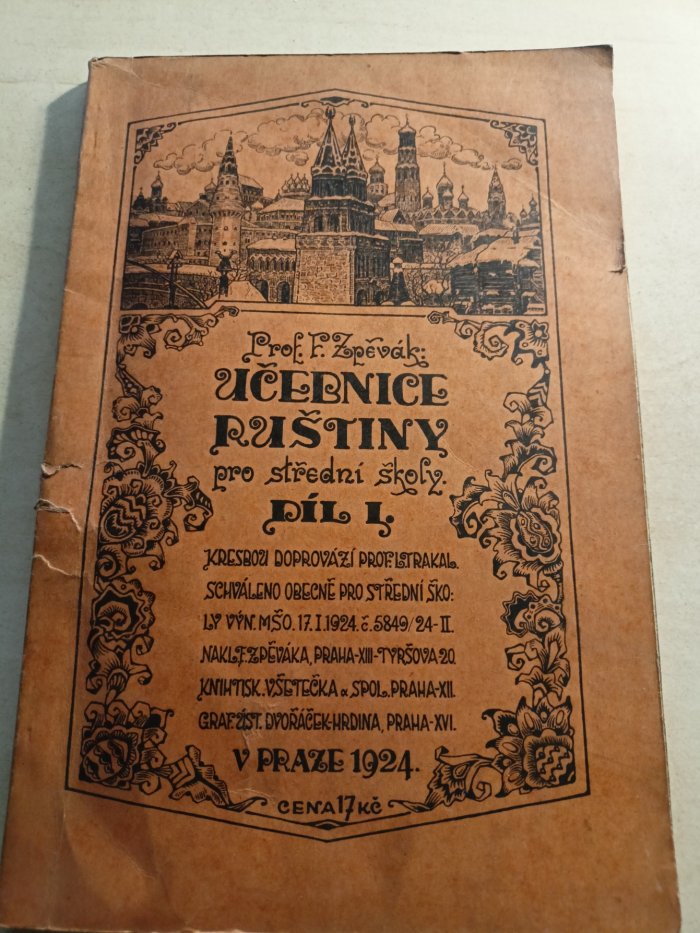 Prof. F. Zpěvák:
UČEBNICE
RUŠTINY
pro střední školy.
DÍL I.
KRESBOU DOPROVÁZÍ PROF. L. TRAKAL.
SCHVÁLENO OBECNĚ PRO STŘEDNÍ ŠKO:
LY VÝN. MŠO. 17. I. 1924. č. 5849/24-II.
NAKL. F. ZPĚVÁKA, PRAHA-XIII-TYRŠOVA 20.
KNIHTISK. VŠETEČKA a SPOL. PRAHA-XII.
GRAF. ÚST. DVOŘÁČEK-HRDINA, PRAHA-XVI.
V PRAZE 1924.
CENA 17 KČ